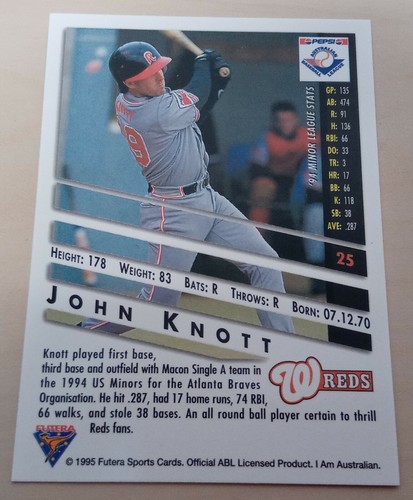 PEPSI
AUSTRALIAN
BASEBALL
LEAGUE
'94 MINOR LEAGUE STATS
GP: 135
AB: 474
R: 91
H: 136
RBI: 66
DO: 33
TR: 3
HR: 17
BB: 66
K: 118
SB: 38
AVE: .287
25
HEIGHT: 178 WEIGHT: 83 BATS: R THROWS: R BORN: 07.12.70
JOHN KNOTT
Knott played first base,
third base and outfield with Macon Single A team in
the 1994 US Minors for the Atlanta Braves
Organisation. He hit .287, had 17 home runs, 74 RBI,
66 walks, and stole 38 bases. An all round ball player certain to thrill
Reds fans.
W REDS
FUTERA
© 1995 Futera Sports Cards. Official ABL Licensed Product. I Am Australian.